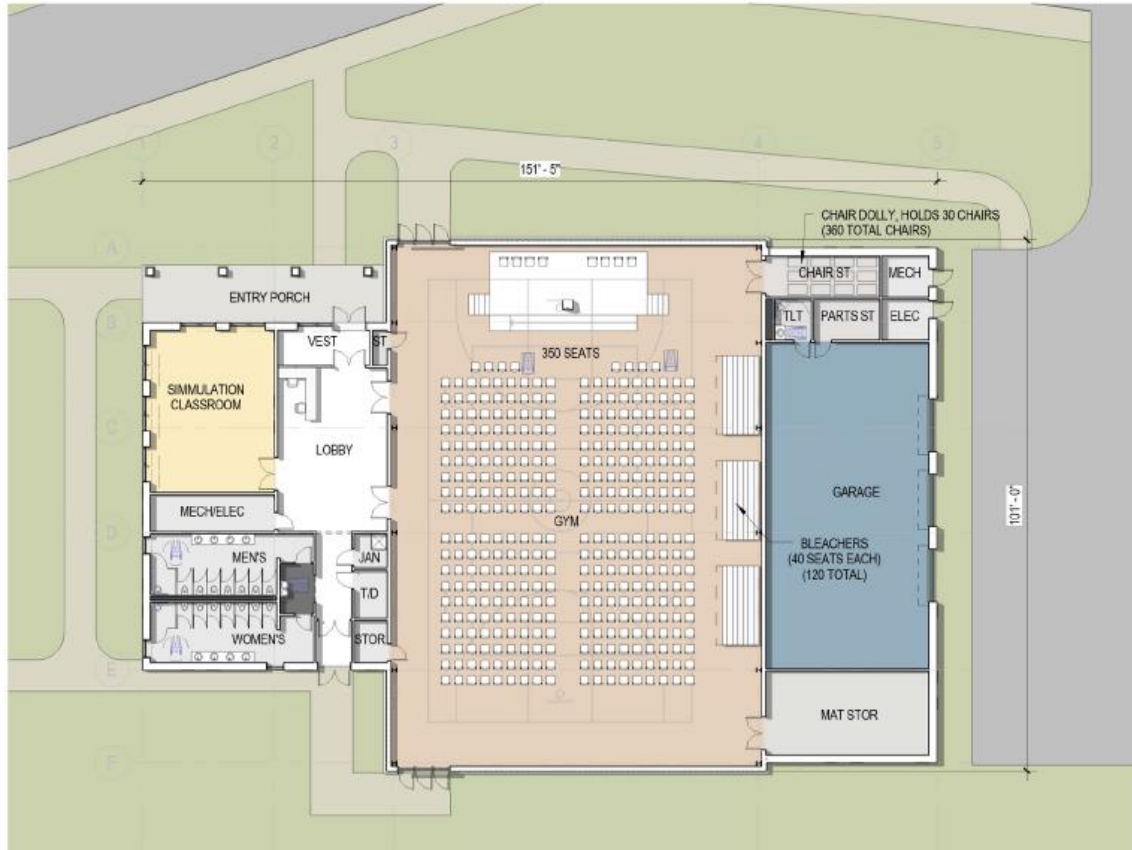 1
2
3
4
5
151' - 5"
CHAIR DOLLY, HOLDS 30 CHAIRS
(360 TOTAL CHAIRS)
A
CHAIR ST
MECH
ENTRY PORCH
B
TLT
PARTS ST
ELEC
VEST
ST
350 SEATS
SIMMULATION
CLASSROOM
C
LOBBY
GARAGE
101' - 0"
MECH/ELEC
GYM
D
BLEACHERS
(40 SEATS EACH)
(120 TOTAL)
MEN'S
JAN
T/D
WOMEN'S
STOR
E
MAT STOR
F